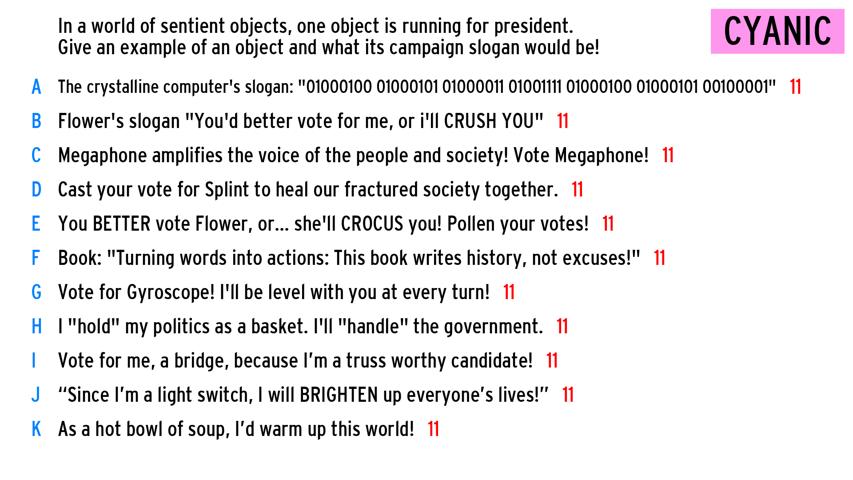 In a world of sentient objects, one object is running for president.
Give an example of an object and what its campaign slogan would be!
CYANIC
A The crystalline computer's slogan: "01000100 01000101 01000011 01001111 01000100 01000101 00100001" 11
B Flower's slogan "You'd better vote for me, or i'll CRUSH YOU" 11
C Megaphone amplifies the voice of the people and society! Vote Megaphone! 11
D Cast your vote for Splint to heal our fractured society together. 11
E You BETTER vote Flower, or... she'll CROCUS you! Pollen your votes! 11
F Book: "Turning words into actions: This book writes history, not excuses!" 11
G Vote for Gyroscope! I'll be level with you at every turn! 11
H I "hold" my politics as a basket. I'll "handle" the government. 11
I Vote for me, a bridge, because I’m a truss worthy candidate! 11
J “Since I’m a light switch, I will BRIGHTEN up everyone’s lives!” 11
K As a hot bowl of soup, I’d warm up this world! 11